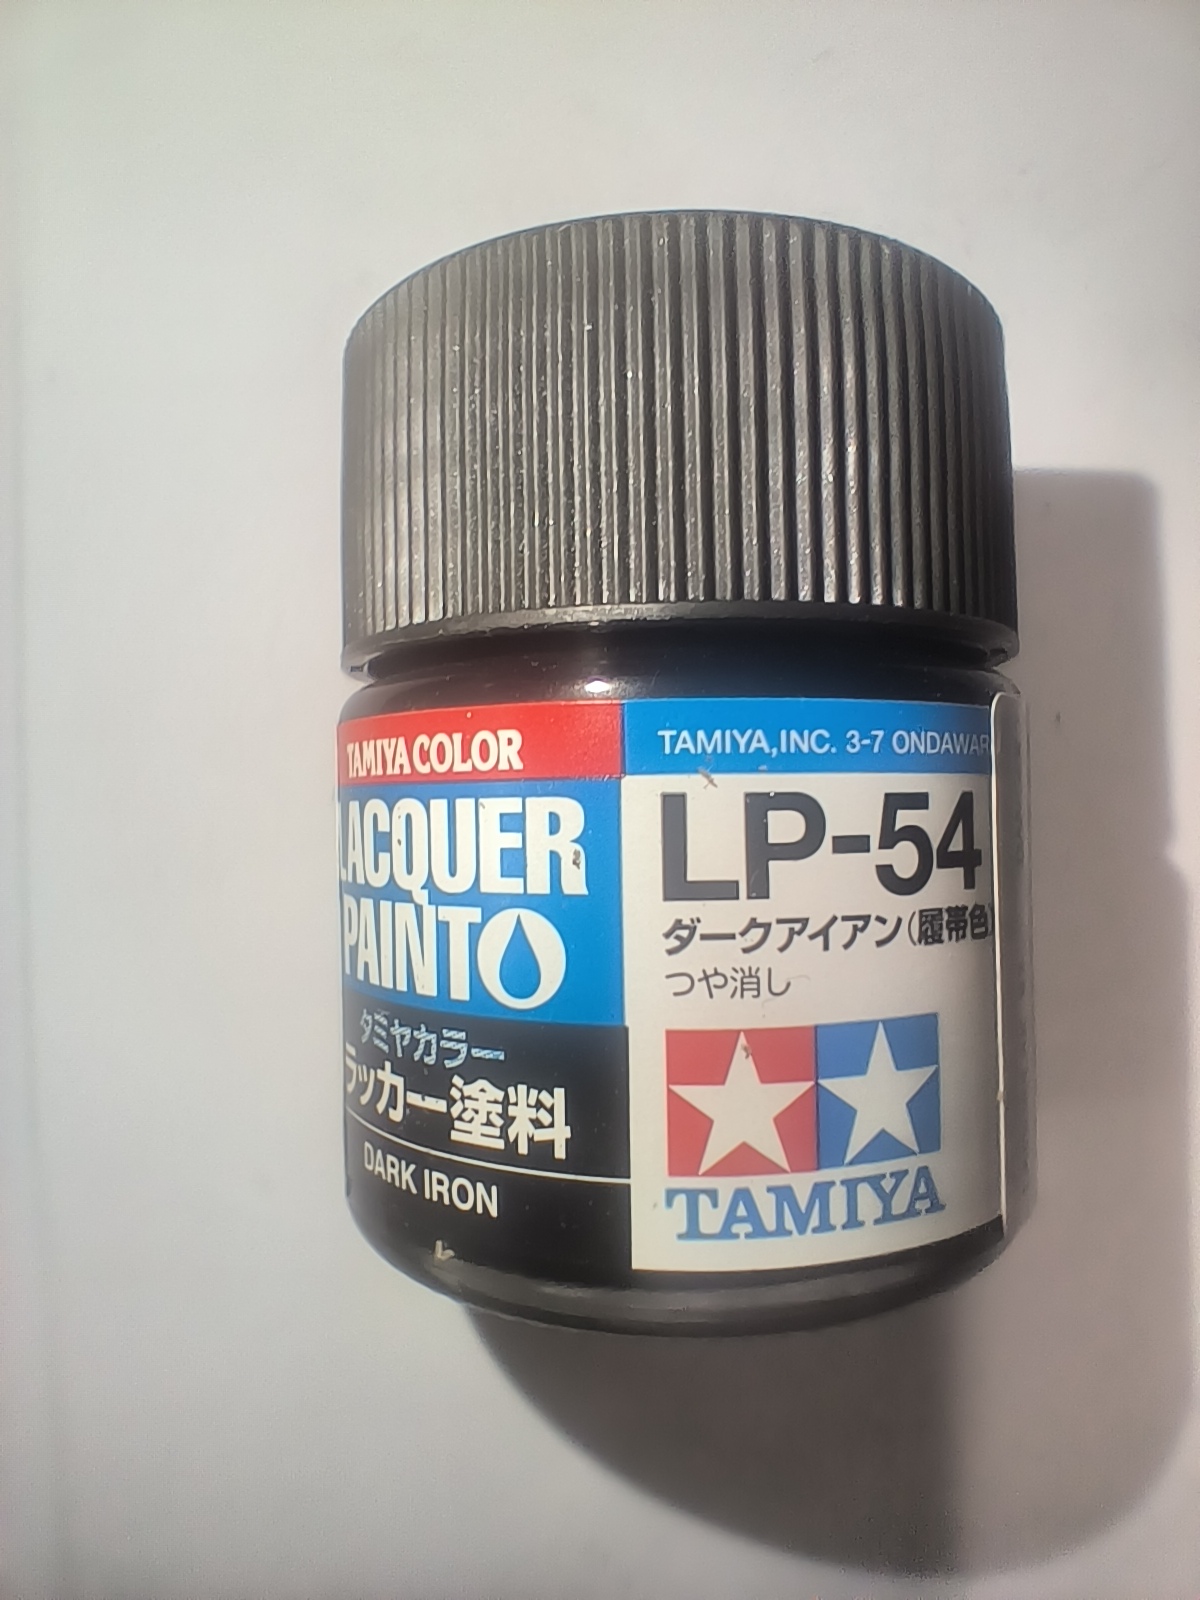 TAMIYA COLOR
LACQUER
PAINT
タミヤカラー
ラッカー塗料
DARK IRON
TAMIYA,INC. 3-7 ONDAWAR
LP-54
ダークアイアン(履帯色)
つや消し
TAMIYA